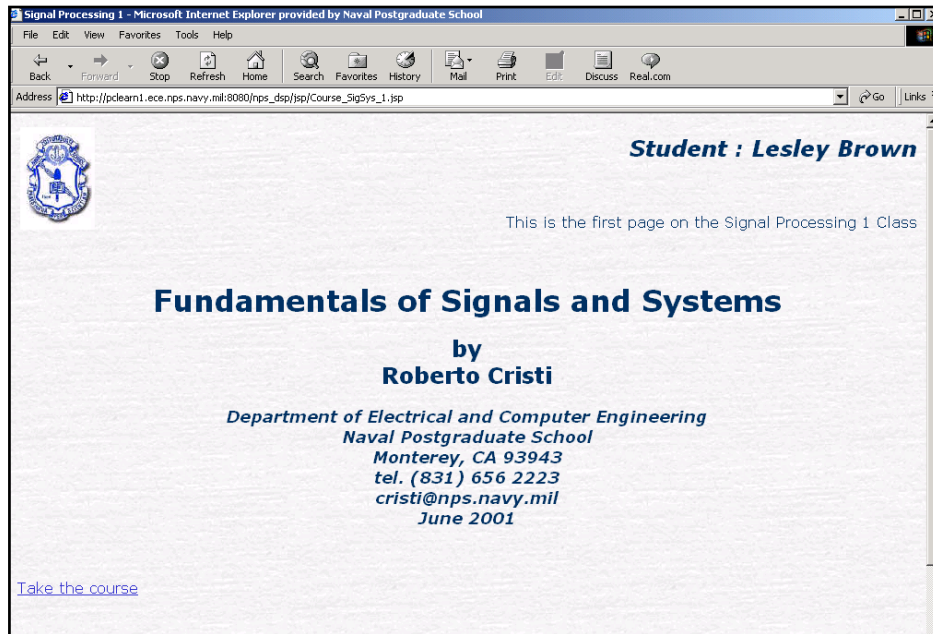 Signal Processing 1 - Microsoft Internet Explorer provided by Naval Postgraduate School
File Edit View Favorites Tools Help
Back Forward Stop Refresh Home Search Favorites History Mail Print Edit Discuss Real.com
Address http://pclearn1.ece.nps.navy.mil:8080/nps_dsp/jsp/Course_SigSys_1.jsp Go Links
Student : Lesley Brown
This is the first page on the Signal Processing 1 Class
Fundamentals of Signals and Systems
by
Roberto Cristi
Department of Electrical and Computer Engineering
Naval Postgraduate School
Monterey, CA 93943
tel. (831) 656 2223
cristi@nps.navy.mil
June 2001
Take the course